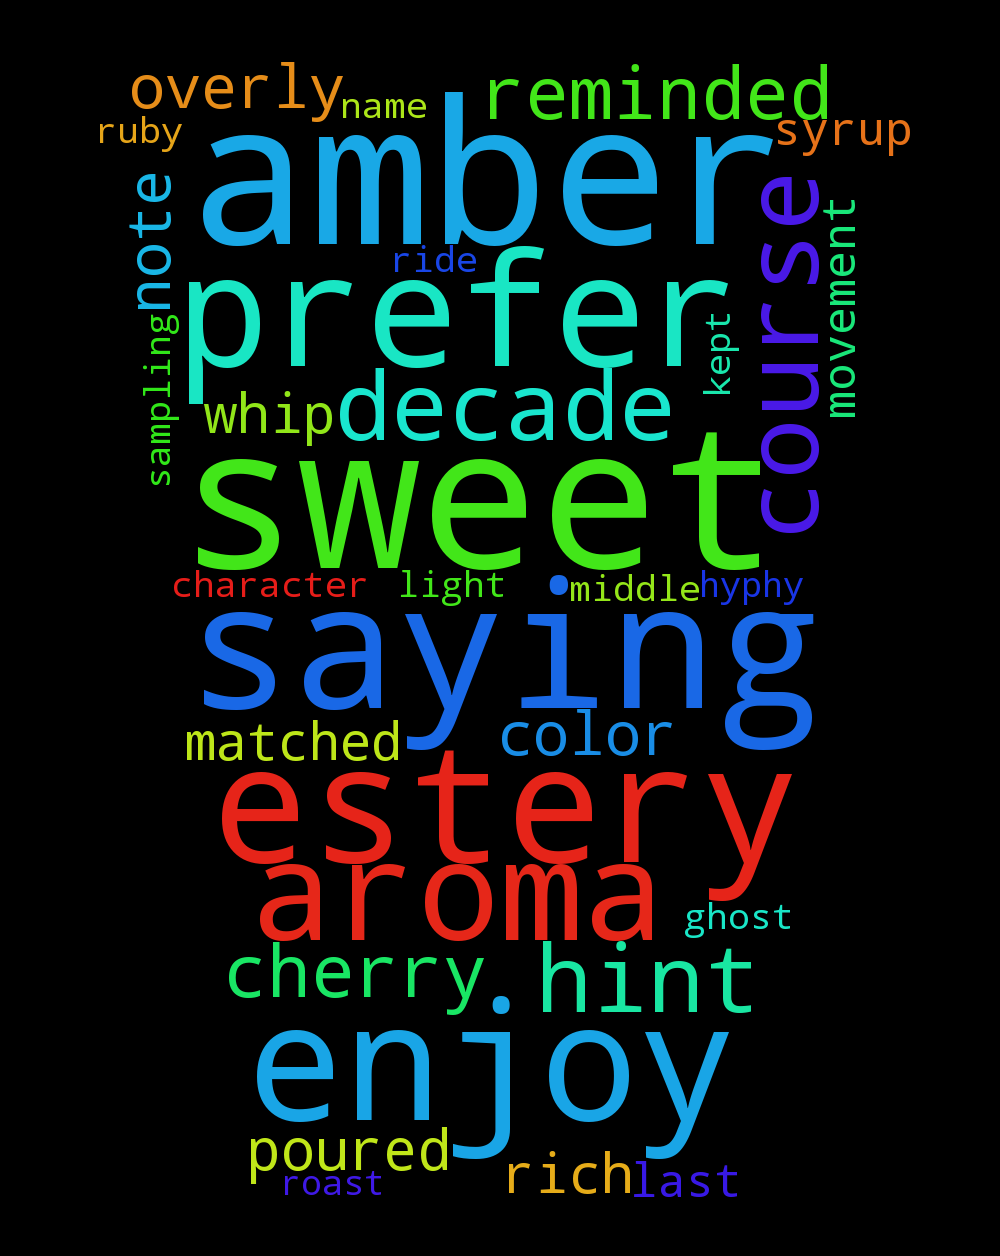 overly
name
reminded
ruby
amber
syrup
note
course
movement
ride
prefer
sampling
kept
whip
decade
sweet
character
light
middle
hyphy
saying
matched
color
estery
aroma
ghost
cherry
hint
enjoy
poured
rich
last
roast